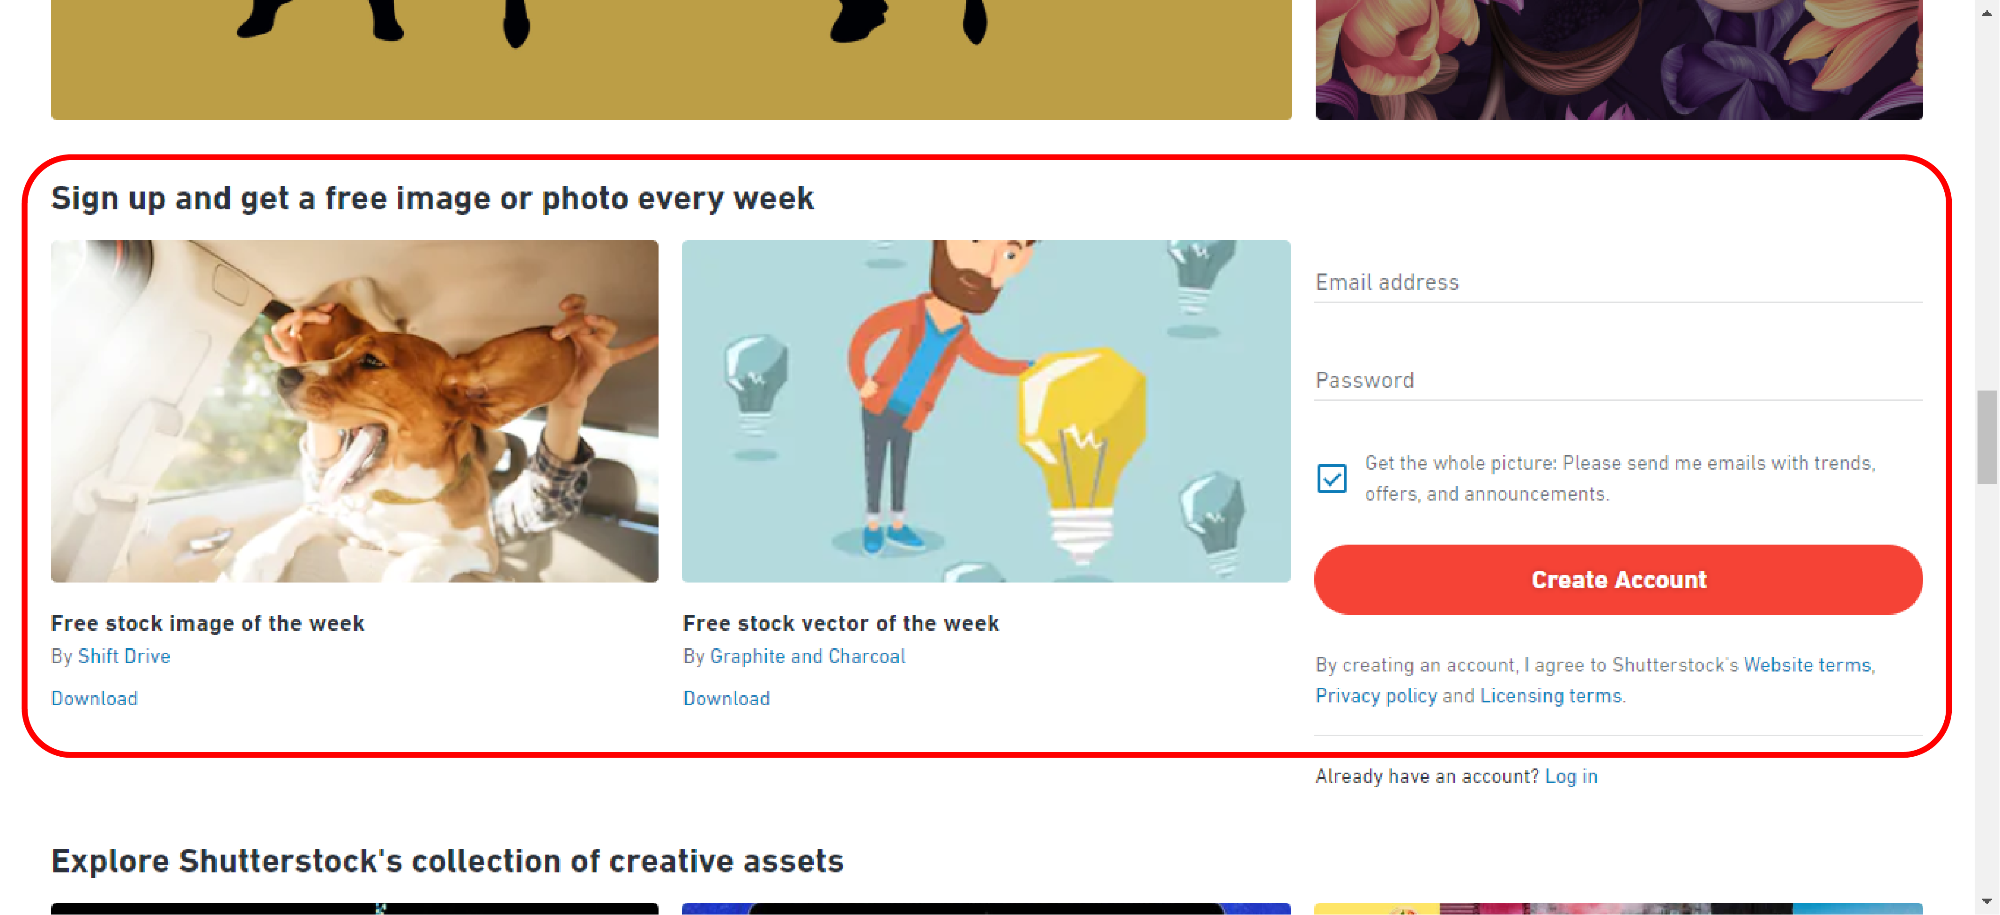 Sign up and get a free image or photo every week
Free stock image of the week
By Shift Drive
Download
Free stock vector of the week
By Graphite and Charcoal
Download
Email address
Password
Get the whole picture: Please send me emails with trends,
offers, and announcements.
Create Account
By creating an account, I agree to Shutterstock's Website terms,
Privacy policy and Licensing terms.
Already have an account? Log in
Explore Shutterstock's collection of creative assets